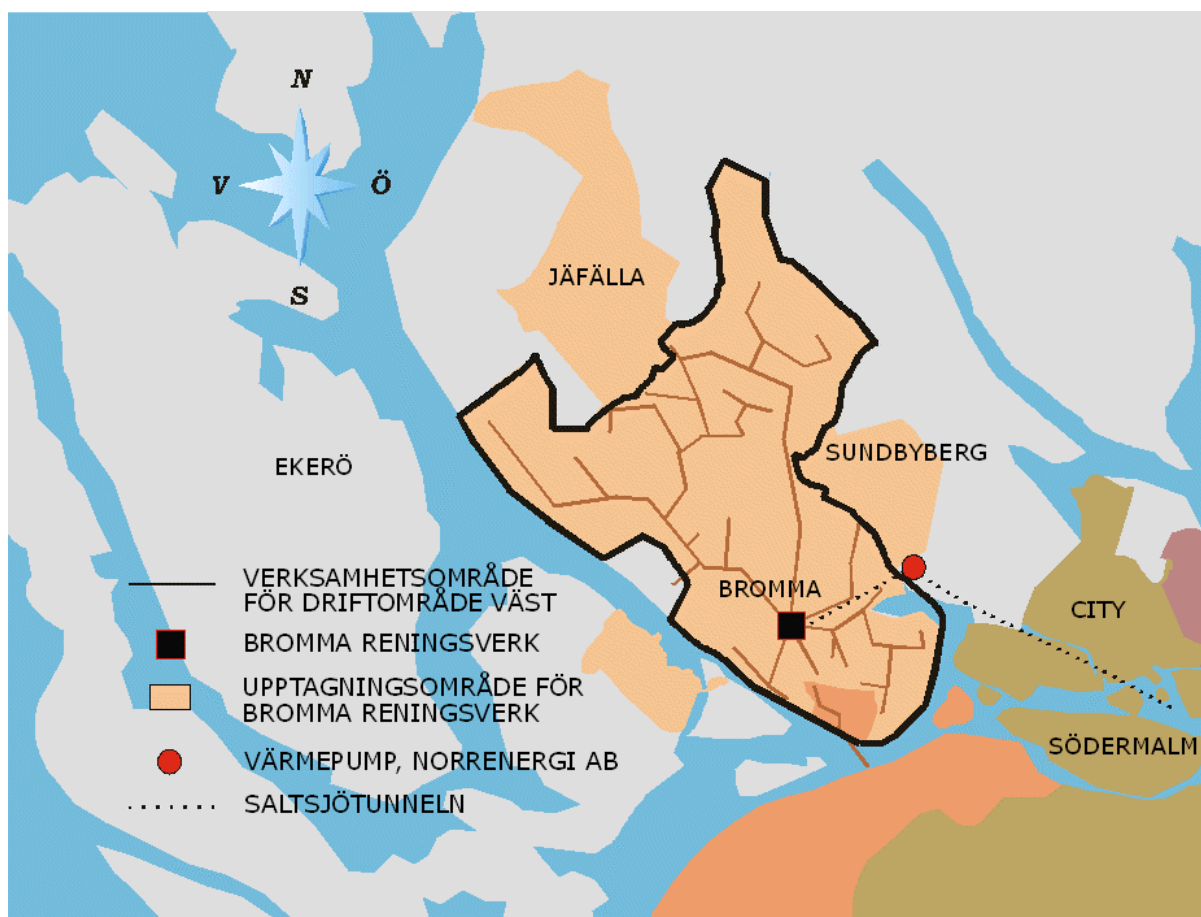 N
V
Ö
S
JÄFÄLLA
EKERÖ
SUNDBYBERG
BROMMA
CITY
SÖDERMALM
VERKSAMHETSOMRÅDE
FÖR DRIFTOMRÅDE VÄST
BROMMA RENINGSVERK
UPPTAGNINGSOMRÅDE FÖR
BROMMA RENINGSVERK
VÄRMEPUMP, NORRENERGI AB
SALTSJÖTUNNELN